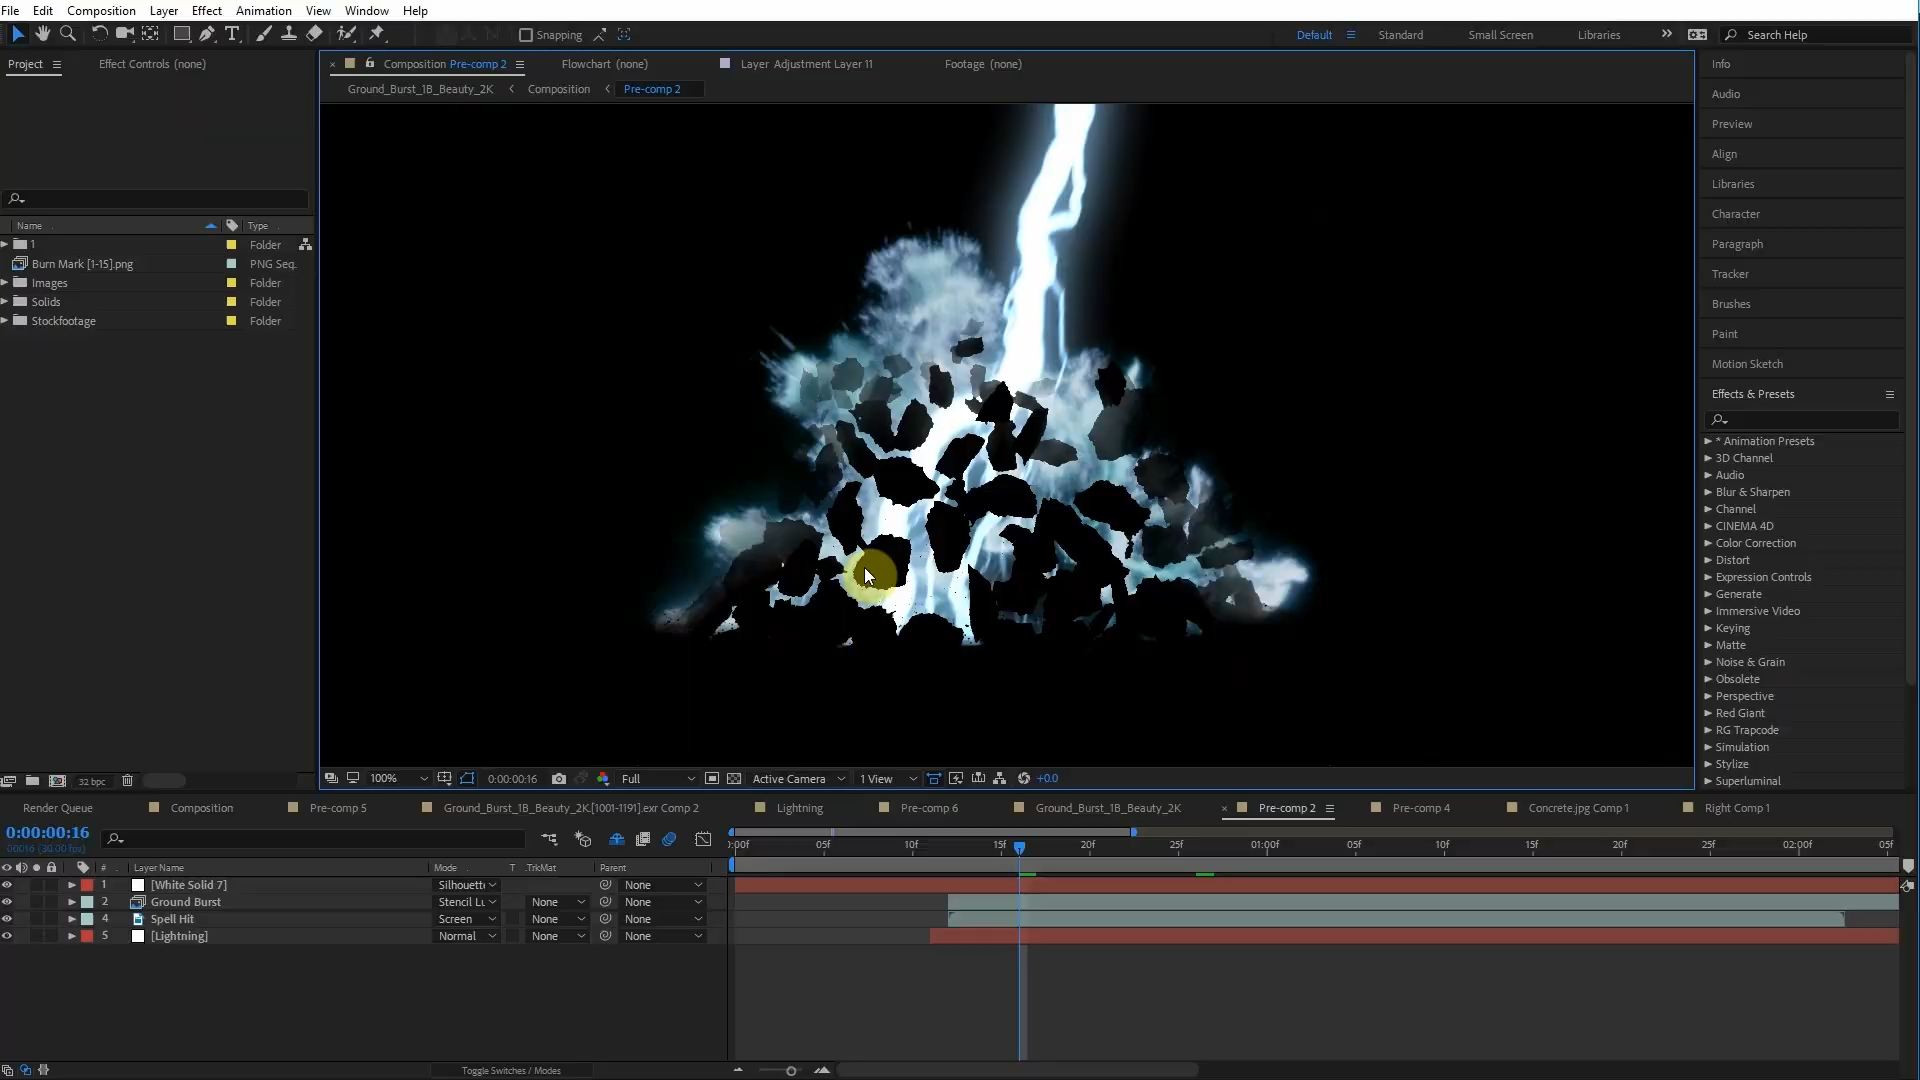 File Edit Composition Layer Effect Animation View Window Help
Snapping Default Standard Small Screen Libraries Search Help
Project Effect Controls (none)
Composition Pre-comp 2 Flowchart (none) Layer Adjustment Layer 11 Footage (none)
Ground_Burst_1B_Beauty_2K Composition Pre-comp 2
Name Type
1 Folder
Burn Mark [1-15].png PNG Seq.
Images Folder
Solids Folder
Stockfootage Folder
Info
Audio
Preview
Align
Libraries
Character
Paragraph
Tracker
Brushes
Paint
Motion Sketch
Effects & Presets
* Animation Presets
3D Channel
Audio
Blur & Sharpen
Channel
CINEMA 4D
Color Correction
Distort
Expression Controls
Generate
Immersive Video
Keying
Matte
Noise & Grain
Obsolete
Perspective
Red Giant
RG Trapcode
Simulation
Stylize
Superluminal
32 bpc
100% 0:00:00:16 Full Active Camera 1 View +0.0
Render Queue Composition Pre-comp 5 Ground_Burst_1B_Beauty_2K.[1001-1191].exr Comp 2 Lightning Pre-comp 6 Ground_Burst_1B_Beauty_2K Pre-comp 2 Pre-comp 4 Concrete.jpg Comp 1 Right Comp 1
0:00:00:16
00016 (30.00 fps)
:00f 05f 10f 15f 20f 25f 01:00f 05f 10f 15f 20f 25f 02:00f 05f
# Layer Name Mode T .TrkMat Parent
1 [White Solid 7] Silhouette None
2 Ground Burst Stencil Lu None None
4 Spell Hit Screen None None
5 [Lightning] Normal None None
Toggle Switches / Modes